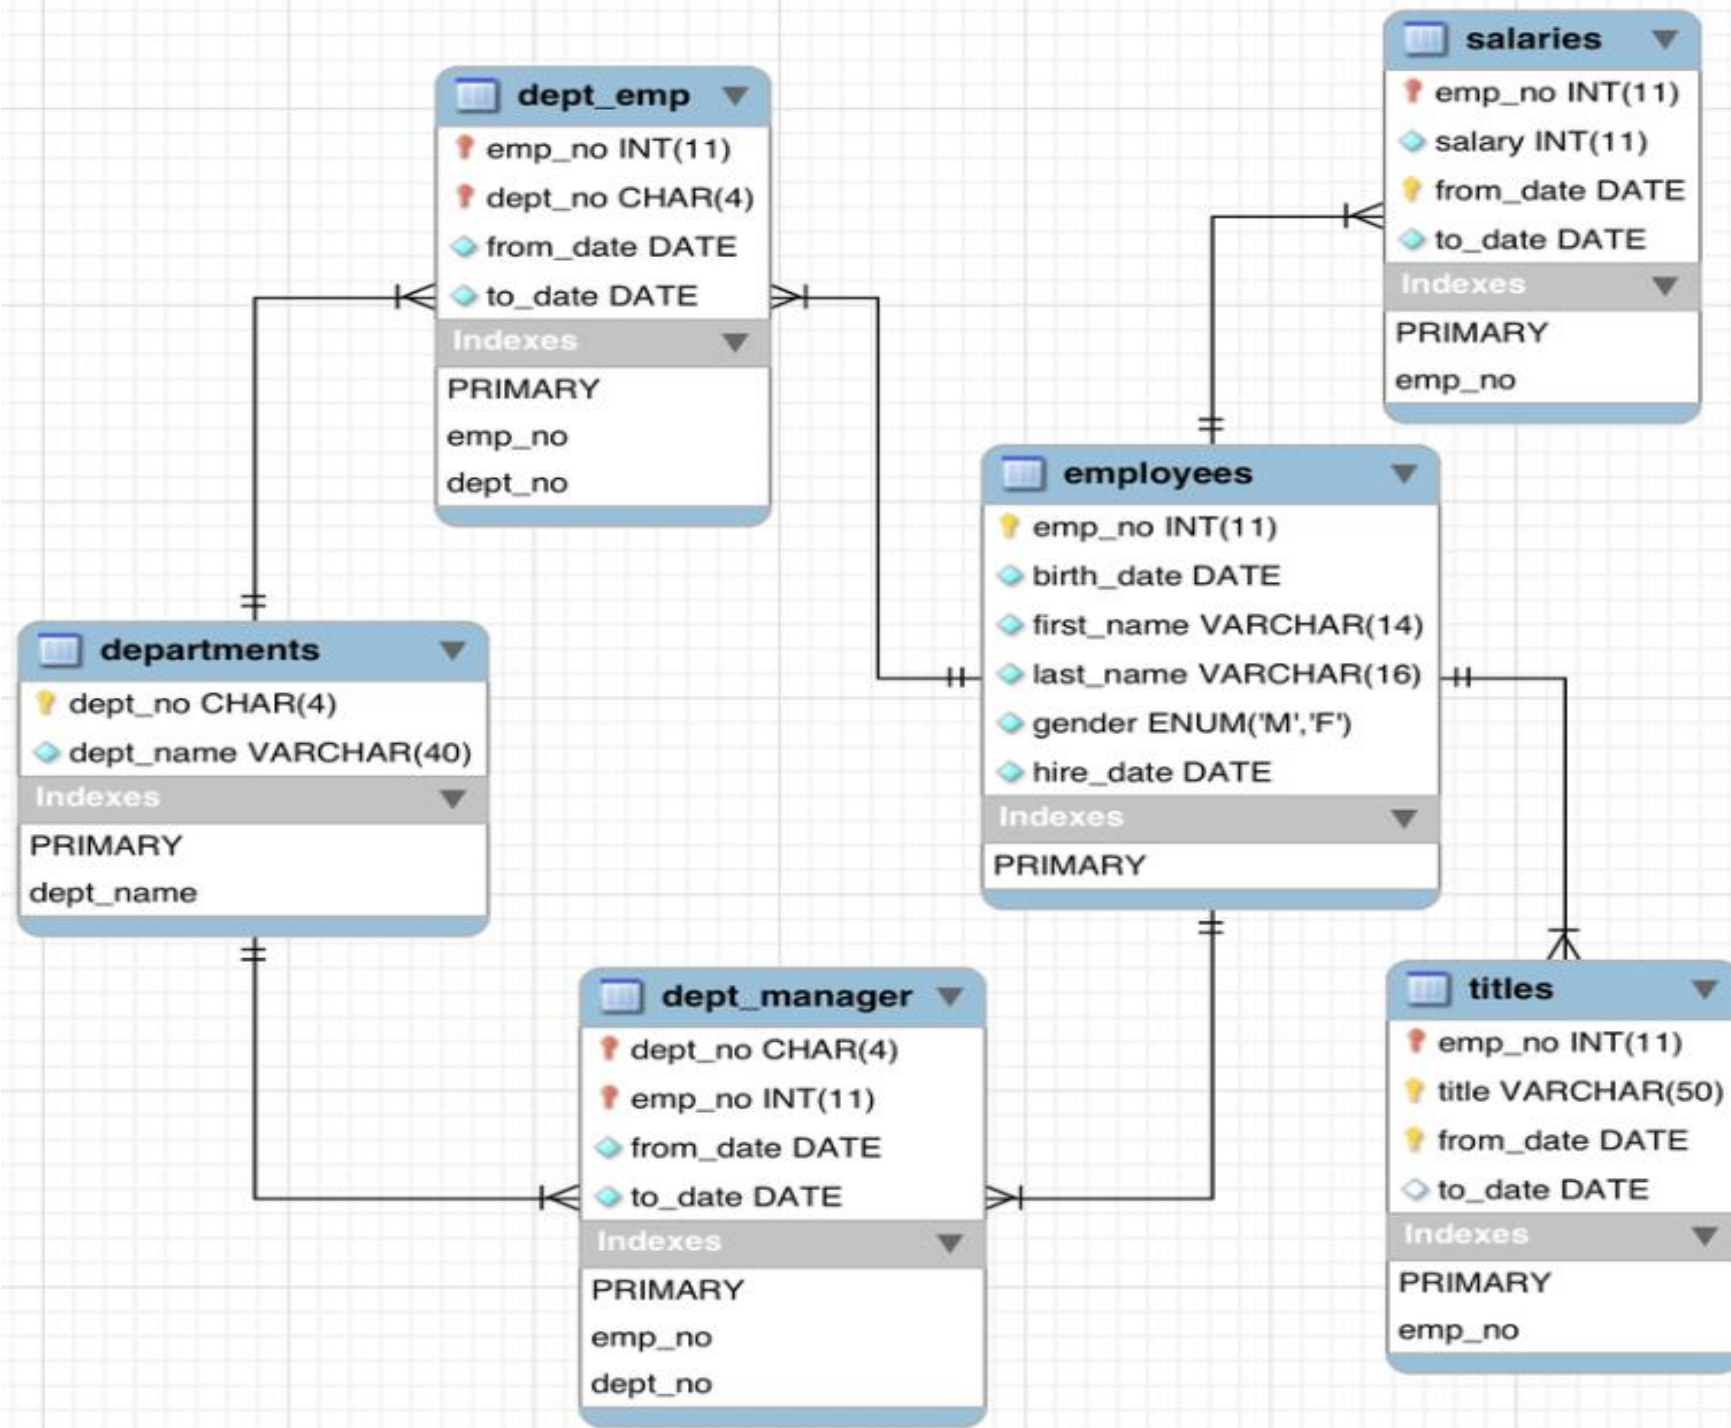 salaries
emp_no INT(11)
salary INT(11)
from_date DATE
to_date DATE
Indexes
PRIMARY
emp_no
dept_emp
emp_no INT(11)
dept_no CHAR(4)
from_date DATE
to_date DATE
Indexes
PRIMARY
emp_no
dept_no
employees
emp_no INT(11)
birth_date DATE
first_name VARCHAR(14)
last_name VARCHAR(16)
gender ENUM('M','F')
hire_date DATE
Indexes
PRIMARY
departments
dept_no CHAR(4)
dept_name VARCHAR(40)
Indexes
PRIMARY
dept_name
dept_manager
dept_no CHAR(4)
emp_no INT(11)
from_date DATE
to_date DATE
Indexes
PRIMARY
emp_no
dept_no
titles
emp_no INT(11)
title VARCHAR(50)
from_date DATE
to_date DATE
Indexes
PRIMARY
emp_no